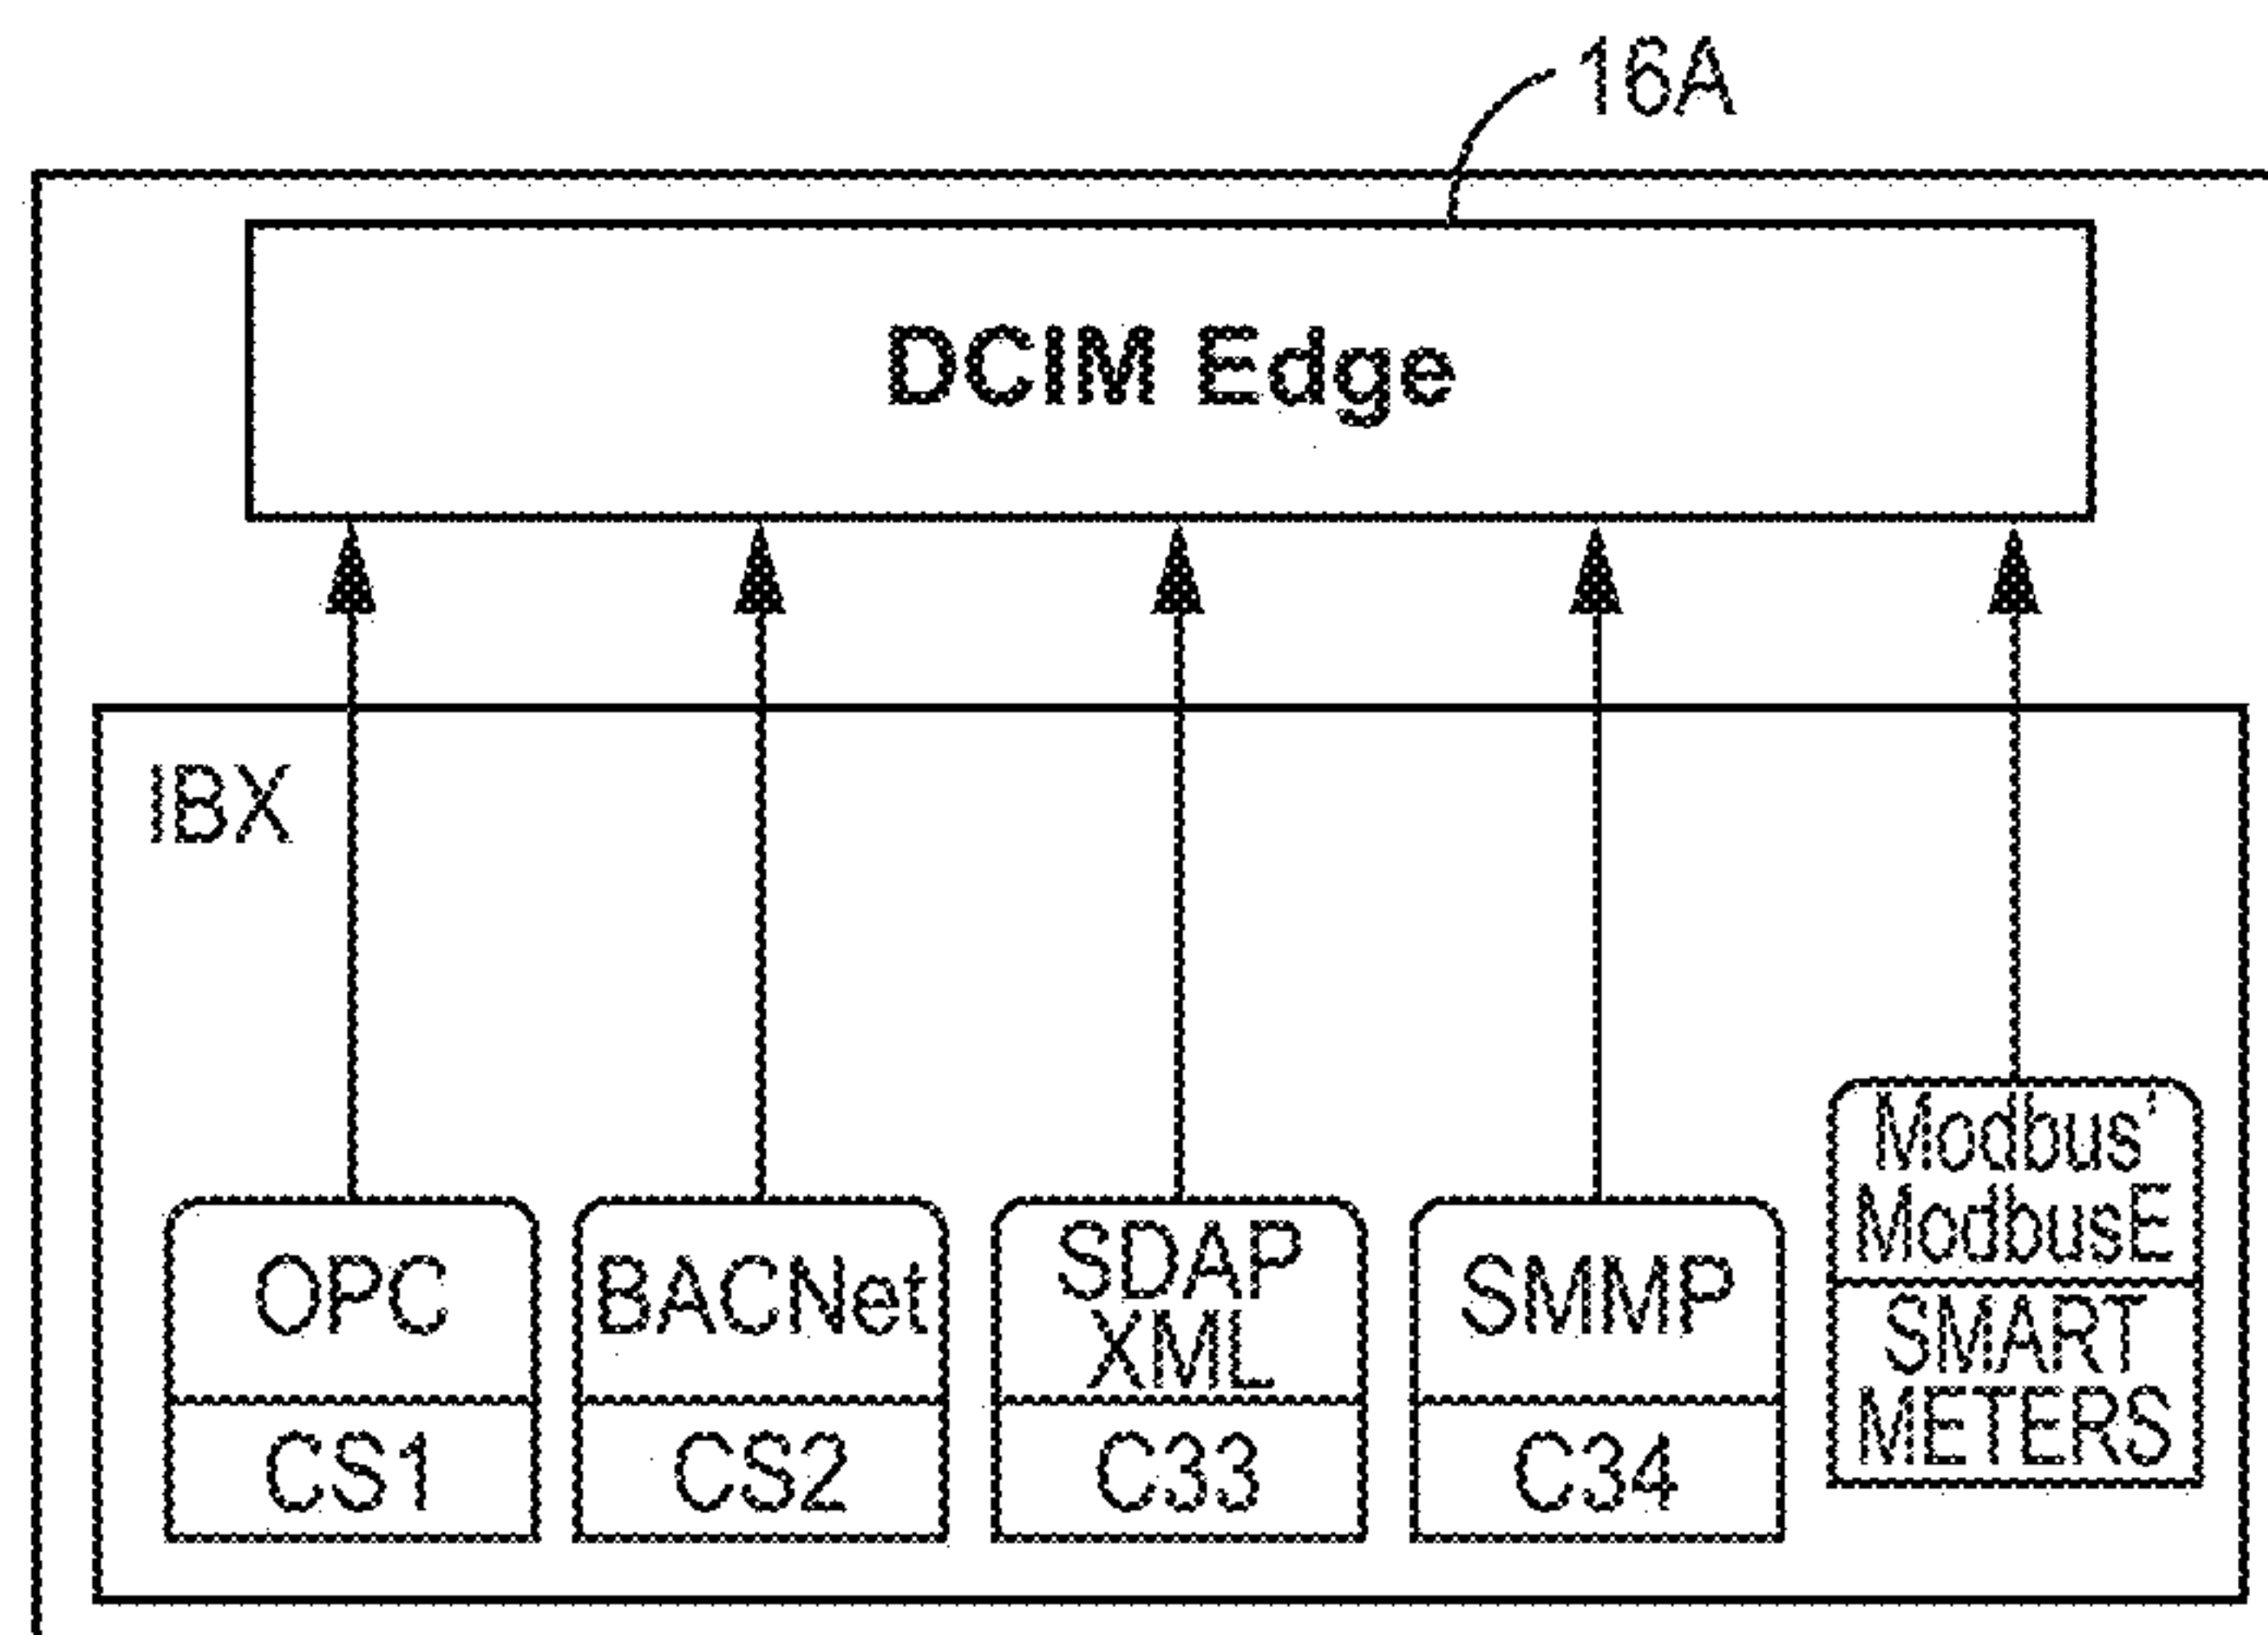 16A
DCIM Edge
IBX
OPC
CS1
BACNet
CS2
SDAP
XML
C33
SMMP
C34
Modbus'
ModbusE
SMART
METERS